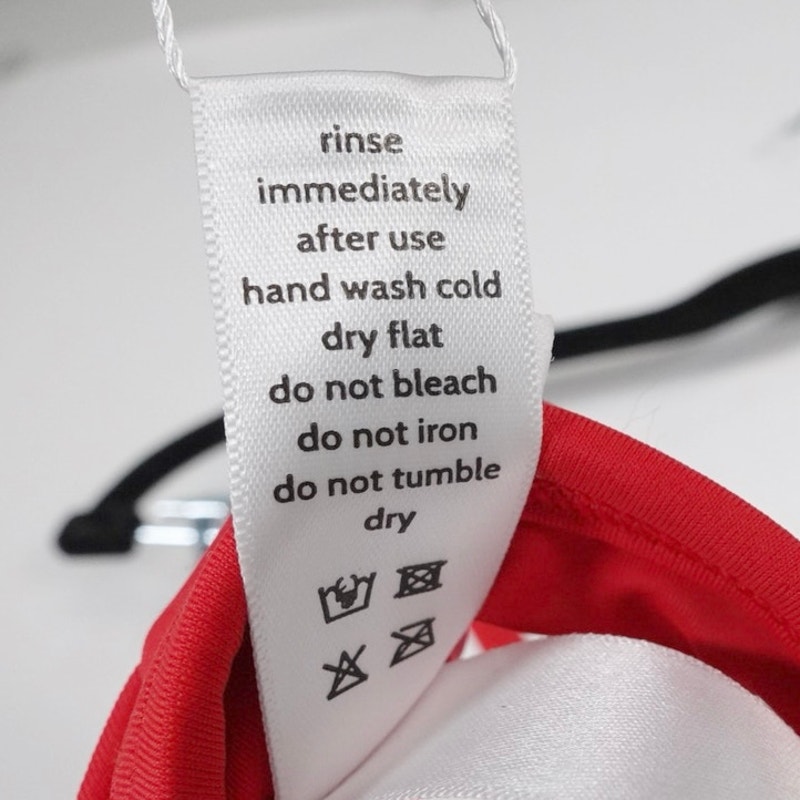 rinse
immediately
after use
hand wash cold
dry flat
do not bleach
do not iron
do not tumble
dry